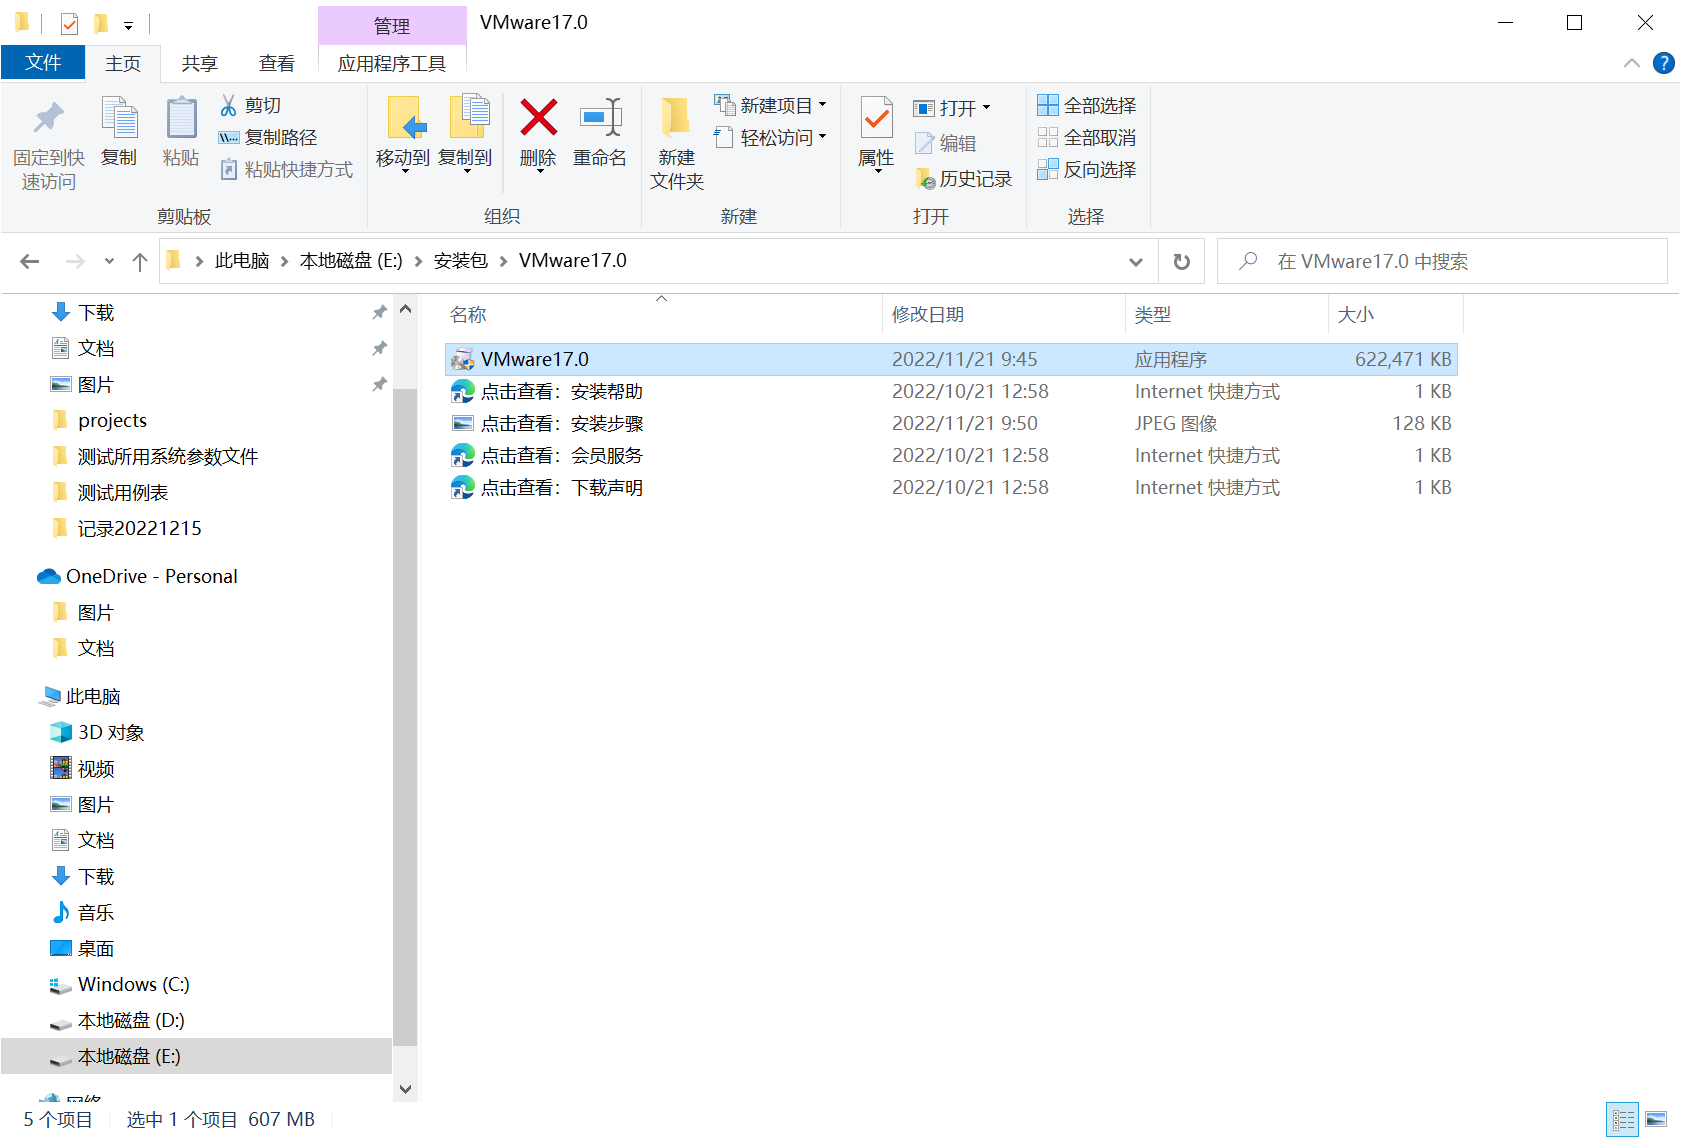 管理
VMware17.0
文件
主页
共享
查看
应用程序工具
固定到快
速访问
复制
粘贴
剪切
复制路径
粘贴快捷方式
剪贴板
移动到
复制到
删除
重命名
组织
新建
文件夹
新建项目
轻松访问
新建
属性
打开
编辑
历史记录
打开
全部选择
全部取消
反向选择
选择
此电脑
本地磁盘 (E:)
安装包
VMware17.0
在 VMware17.0 中搜索
下载
文档
图片
projects
测试所用系统参数文件
测试用例表
记录20221215
OneDrive - Personal
图片
文档
此电脑
3D 对象
视频
图片
文档
下载
音乐
桌面
Windows (C:)
本地磁盘 (D:)
本地磁盘 (E:)
网络
名称 修改日期 类型 大小
VMware17.0 2022/11/21 9:45 应用程序 622,471 KB
点击查看：安装帮助 2022/10/21 12:58 Internet 快捷方式 1 KB
点击查看：安装步骤 2022/11/21 9:50 JPEG 图像 128 KB
点击查看：会员服务 2022/10/21 12:58 Internet 快捷方式 1 KB
点击查看：下载声明 2022/10/21 12:58 Internet 快捷方式 1 KB
5 个项目 选中 1 个项目 607 MB